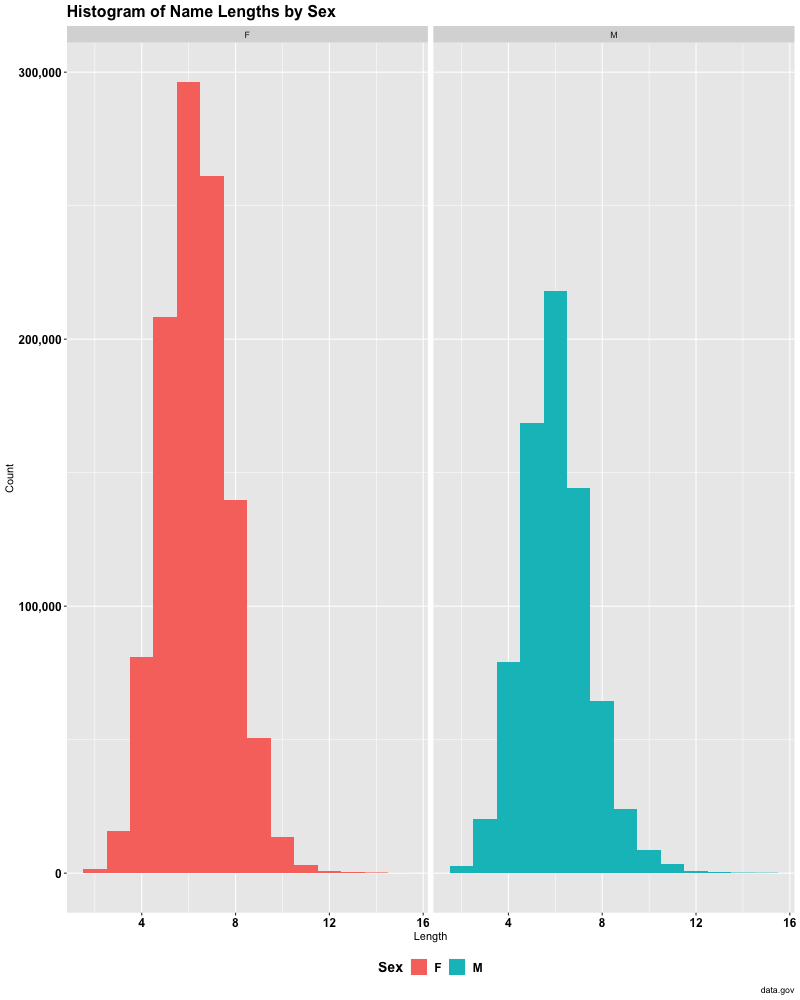 Histogram of Name Lengths by Sex
F
M
300,000
200,000
100,000
0
Count
4
8
12
16
4
8
12
16
Length
Sex F M
data.gov